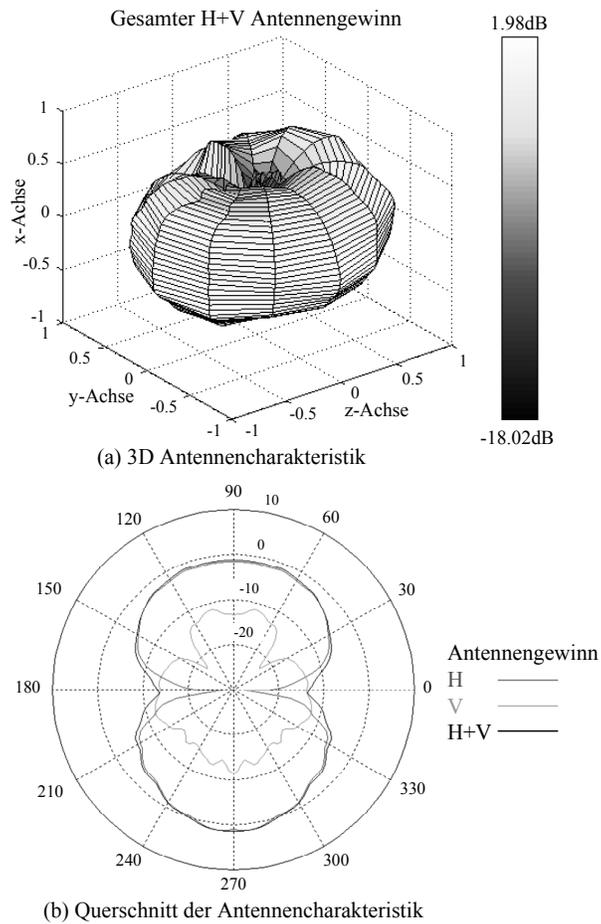 Gesamter H+V Antennengewinn
1.98dB
1
0.5
0
-0.5
-1
x-Achse
1
0.5
0
-0.5
-1
y-Achse
-1
-0.5
0
0.5
1
z-Achse
-18.02dB
(a) 3D Antennencharakteristik
90
10
120
60
0
150
30
-10
-20
180
0
Antennengewinn
H
V
H+V
210
330
240
300
270
(b) Querschnitt der Antennencharakteristik